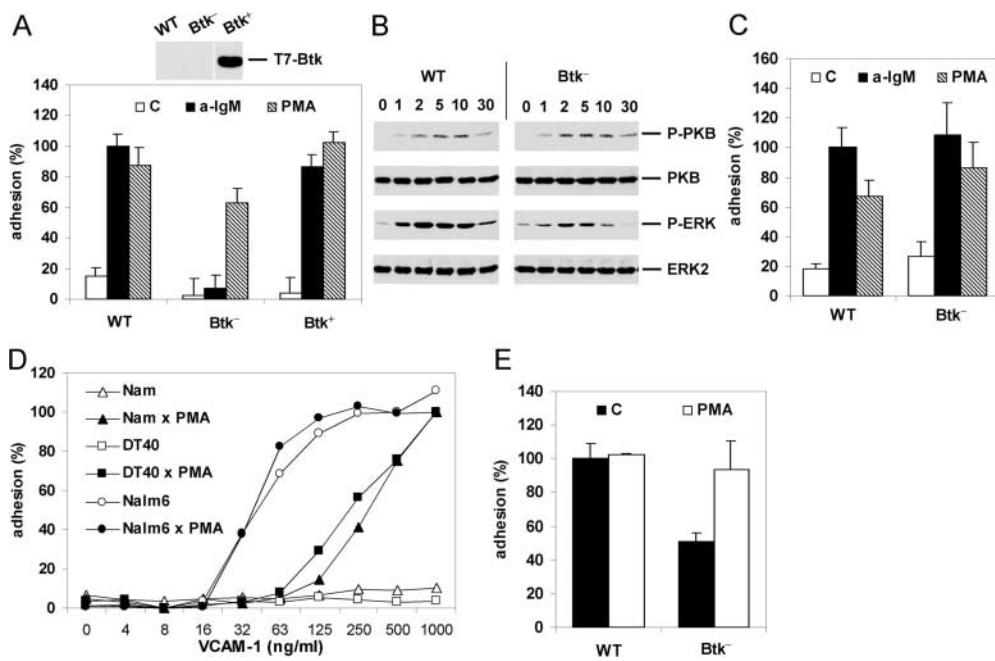 A
WT Btk⁻ Btk⁺
T7-Btk
C a-IgM PMA
adhesion (%)
120
100
80
60
40
20
0
WT Btk⁻ Btk⁺
B
WT Btk⁻
0 1 2 5 10 30 0 1 2 5 10 30
P-PKB
PKB
P-ERK
ERK2
C
C a-IgM PMA
adhesion (%)
160
140
120
100
80
60
40
20
0
WT Btk⁻
D
Nam
Nam x PMA
DT40
DT40 x PMA
Nalm6
Nalm6 x PMA
adhesion (%)
120
100
80
60
40
20
0
0 4 8 16 32 63 125 250 500 1000
VCAM-1 (ng/ml)
E
C PMA
adhesion (%)
140
120
100
80
60
40
20
0
WT Btk⁻